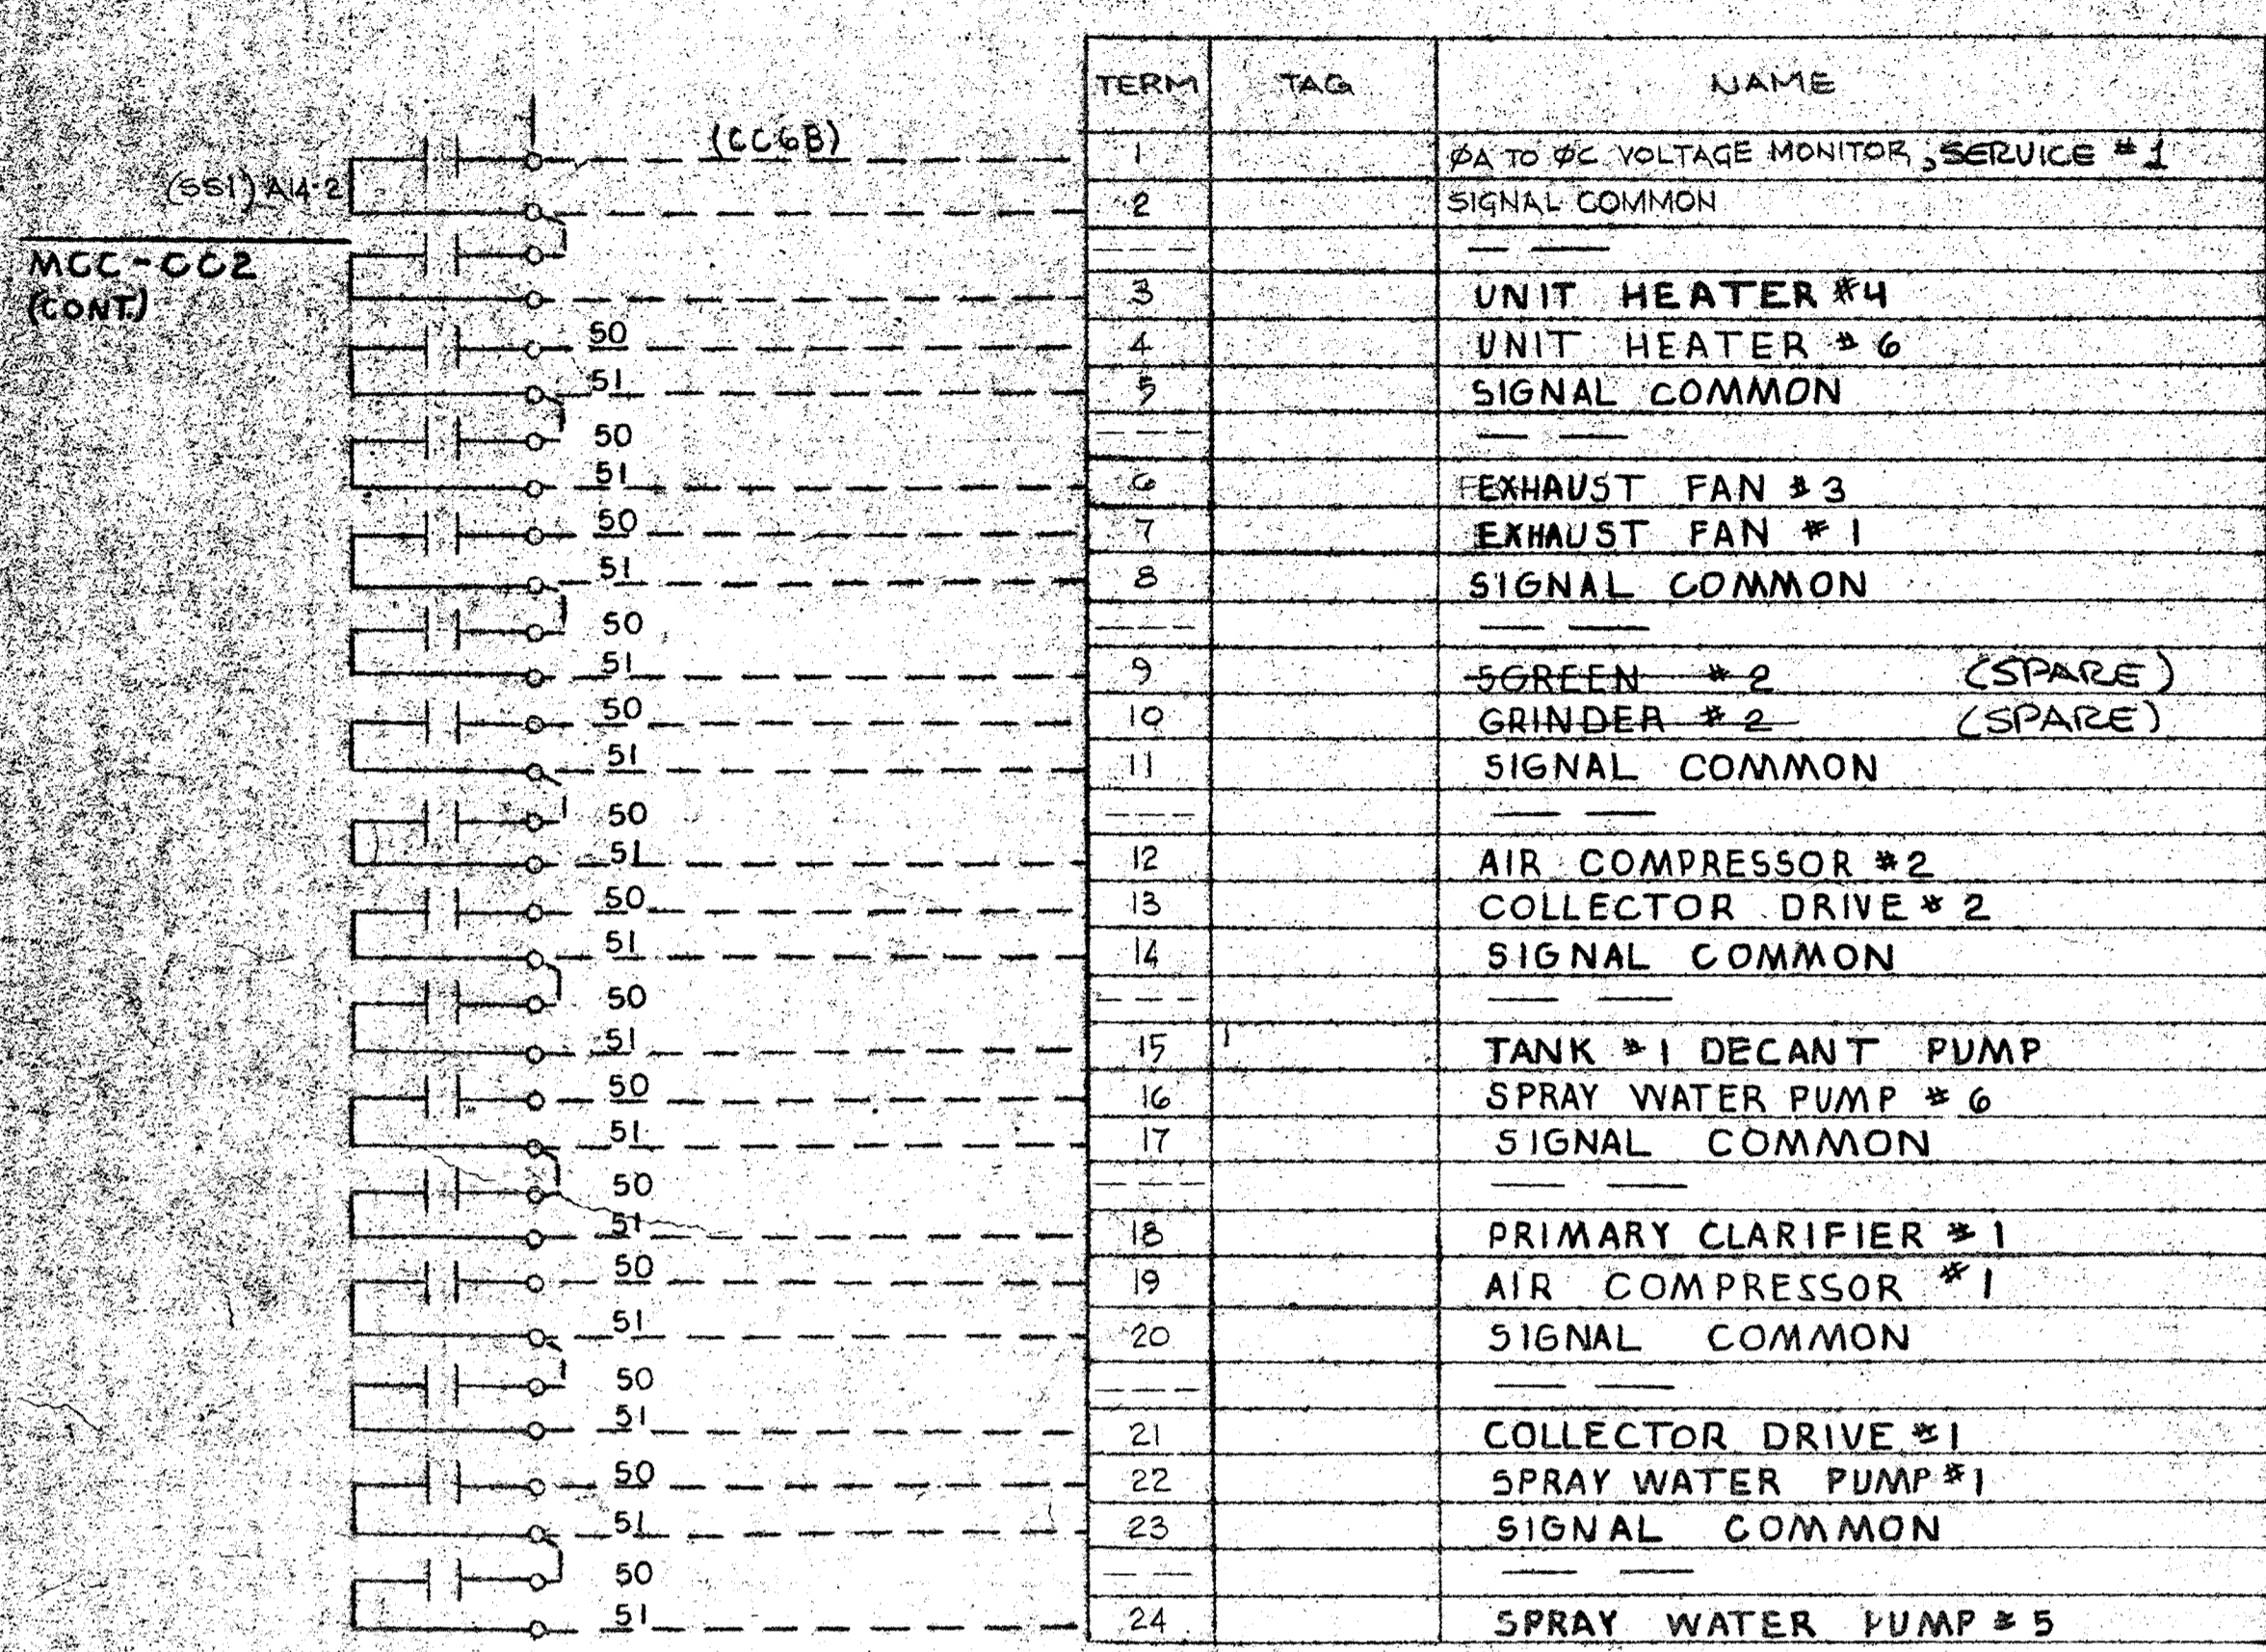 TERM TAG NAME
(CC6B) 1 ØA TO ØC VOLTAGE MONITOR, SERVICE #1
(SS1) A14-2 2 SIGNAL COMMON
MCC-CC2
(CONT.) 3 UNIT HEATER #4
50 4 UNIT HEATER #6
51 5 SIGNAL COMMON
50
51 6 EXHAUST FAN #3
50 7 EXHAUST FAN #1
51 8 SIGNAL COMMON
50
51 9 SCREEN #2 (SPARE)
50 10 GRINDER #2 (SPARE)
51 11 SIGNAL COMMON
50
51 12 AIR COMPRESSOR #2
50 13 COLLECTOR DRIVE #2
51 14 SIGNAL COMMON
50
51 15 TANK #1 DECANT PUMP
50 16 SPRAY WATER PUMP #6
51 17 SIGNAL COMMON
50
51 18 PRIMARY CLARIFIER #1
50 19 AIR COMPRESSOR #1
51 20 SIGNAL COMMON
50
51 21 COLLECTOR DRIVE #1
50 22 SPRAY WATER PUMP #1
51 23 SIGNAL COMMON
50
51 24 SPRAY WATER PUMP #5